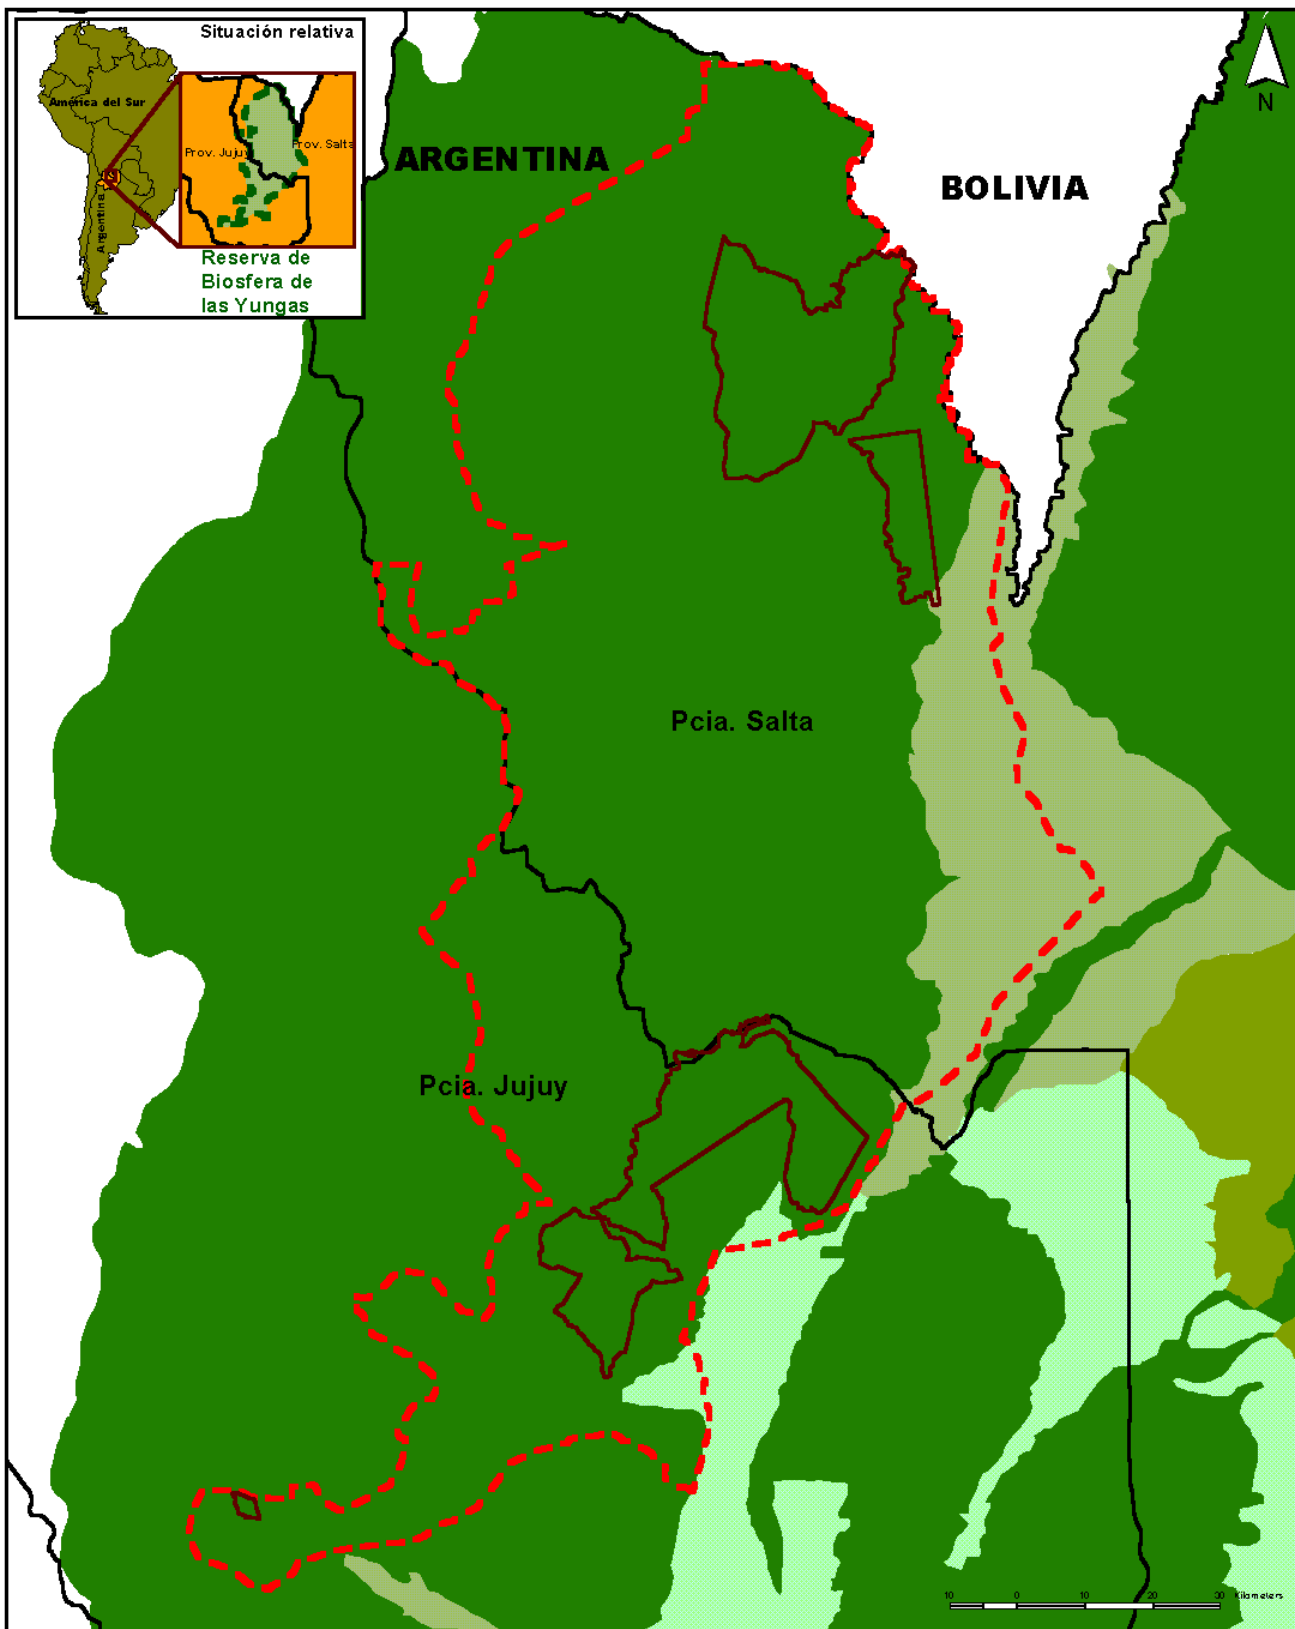 Situación relativa
América del Sur
Argentina
Prov. Jujuy
Prov. Salta
Reserva de
Biosfera de
las Yungas
N
ARGENTINA
BOLIVIA
Pcia. Salta
Pcia. Jujuy
10 0 10 20 30 Kilometers